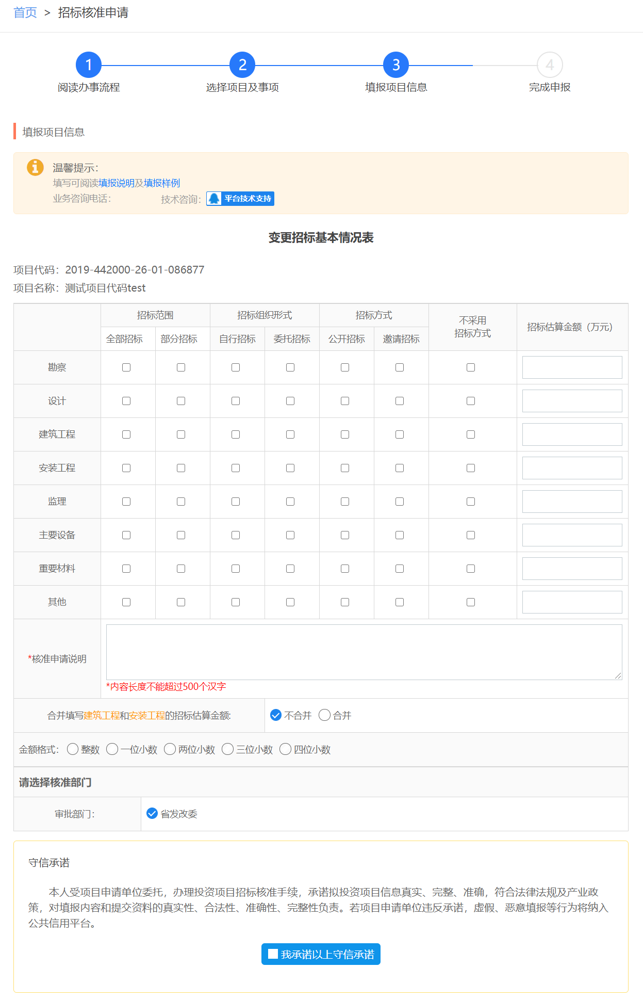 首页 > 招标核准申请
1 2 3 4
阅读办事流程 选择项目及事项 填报项目信息 完成申报
填报项目信息
温馨提示：
填写可阅读填报说明及填报样例
业务咨询电话： 技术咨询： 平台技术支持
变更招标基本情况表
项目代码：2019-442000-26-01-086877
项目名称：测试项目代码test
招标范围 招标组织形式 招标方式 不采用招标方式 招标估算金额（万元）
全部招标 部分招标 自行招标 委托招标 公开招标 邀请招标
勘察
设计
建筑工程
安装工程
监理
主要设备
重要材料
其他
*核准申请说明
*内容长度不能超过500个汉字
合并填写建筑工程和安装工程的招标估算金额: 不合并 合并
金额格式： 整数 一位小数 两位小数 三位小数 四位小数
请选择核准部门
审批部门： 省发改委
守信承诺
本人受项目申请单位委托，办理投资项目招标核准手续，承诺拟投资项目信息真实、完整、准确，符合法律法规及产业政
策，对填报内容和提交资料的真实性、合法性、准确性、完整性负责。若项目申请单位违反承诺，虚假、恶意填报等行为将纳入
公共信用平台。
我承诺以上守信承诺